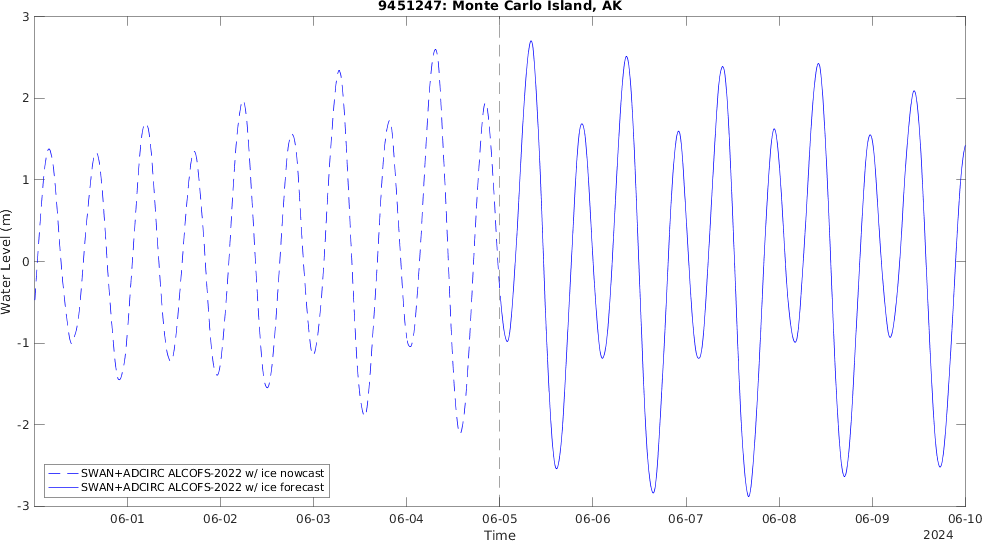 9451247: Monte Carlo Island, AK
Water Level (m)
3
2
1
0
-1
-2
-3
SWAN+ADCIRC ALCOFS-2022 w/ ice nowcast
SWAN+ADCIRC ALCOFS-2022 w/ ice forecast
06-01 06-02 06-03 06-04 06-05 06-06 06-07 06-08 06-09 06-10
Time
2024